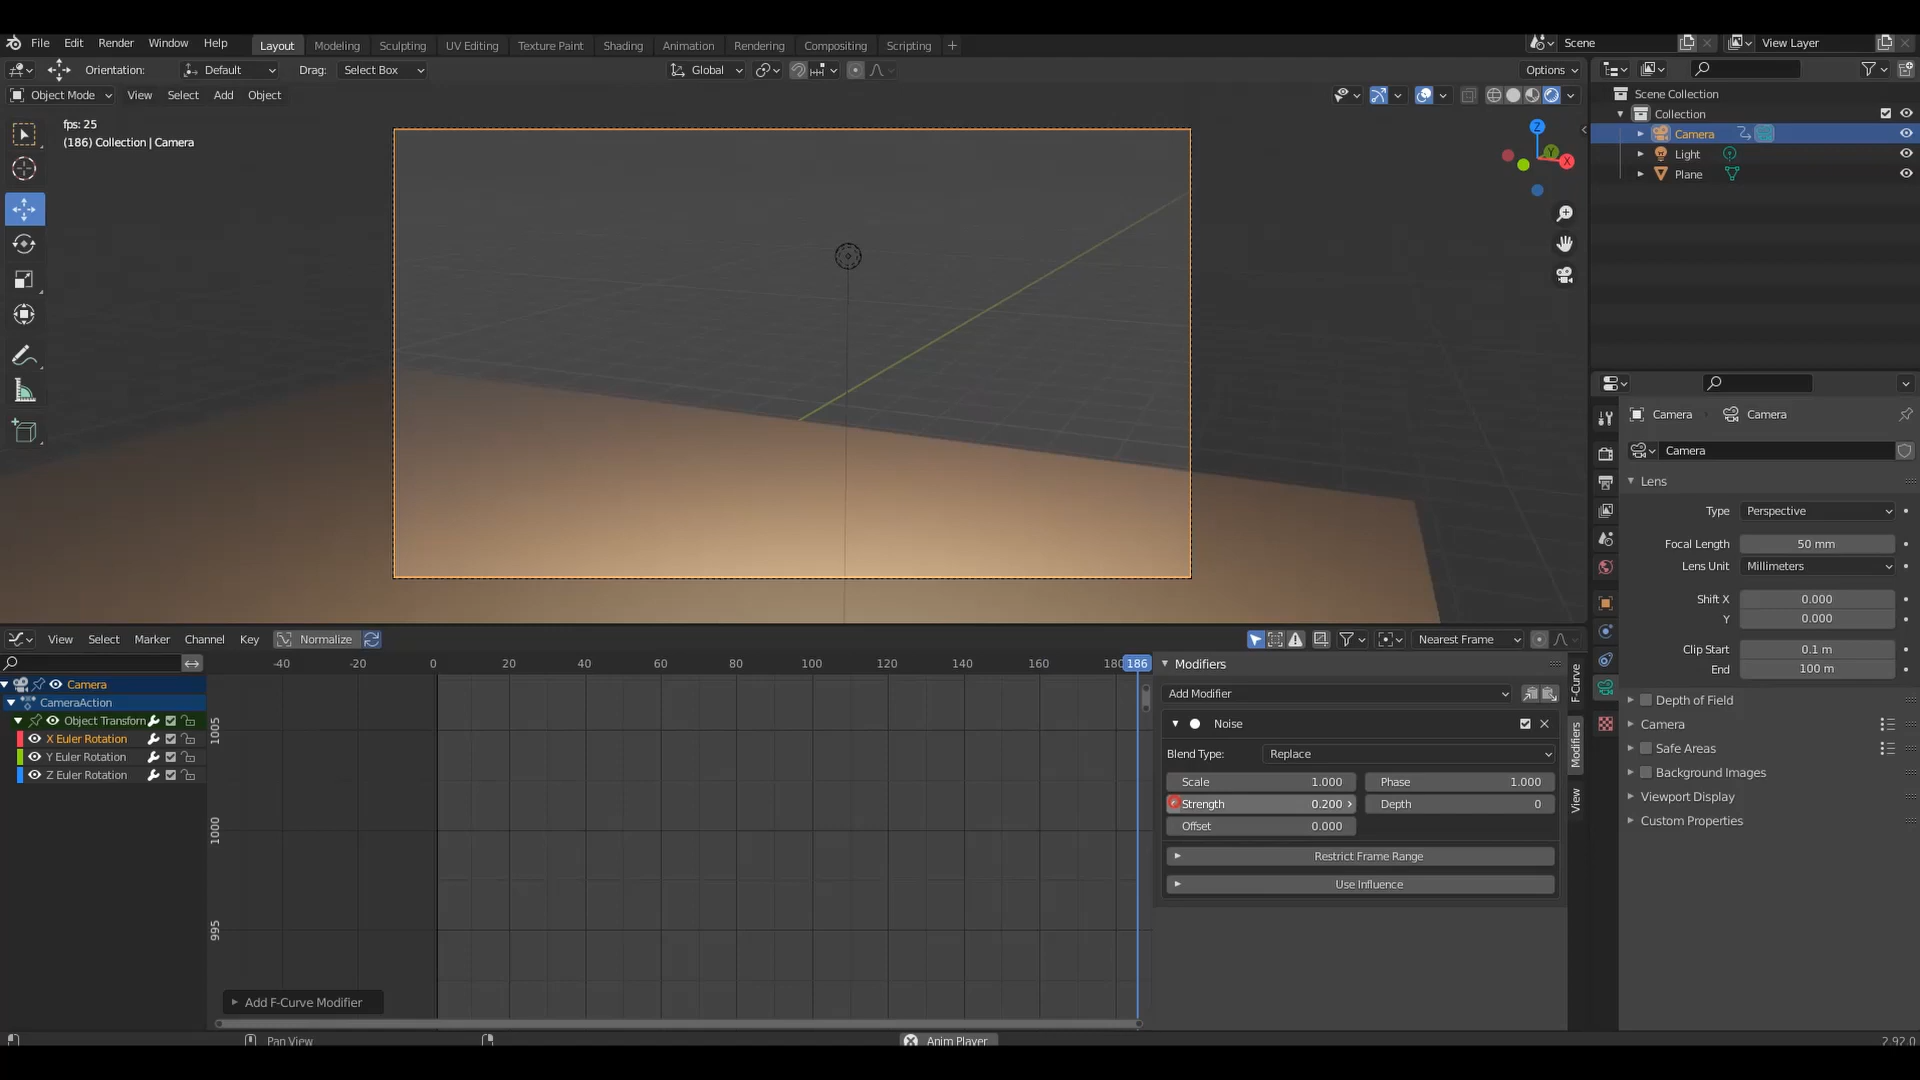 File Edit Render Window Help Layout Modeling Sculpting UV Editing Texture Paint Shading Animation Rendering Compositing Scripting + Scene View Layer
Orientation: Default Drag: Select Box Global Options
Object Mode View Select Add Object
fps: 25
(186) Collection | Camera
Z
Y
X
Scene Collection
Collection
Camera
Light
Plane
Camera Camera
Camera
Lens
Type Perspective
Focal Length 50 mm
Lens Unit Millimeters
Shift X 0.000
Y 0.000
Clip Start 0.1 m
End 100 m
Depth of Field
Camera
Safe Areas
Background Images
Viewport Display
Custom Properties
View Select Marker Channel Key Normalize Nearest Frame
-40 -20 0 20 40 60 80 100 120 140 160 180 186
Camera
CameraAction
Object Transform
X Euler Rotation
Y Euler Rotation
Z Euler Rotation
1005
1000
995
Add F-Curve Modifier
Modifiers
Add Modifier
Noise
Blend Type: Replace
Scale 1.000 Phase 1.000
Strength 0.200 Depth 0
Offset 0.000
Restrict Frame Range
Use Influence
F-Curve
Modifiers
View
Pan View Anim Player 2.92.0